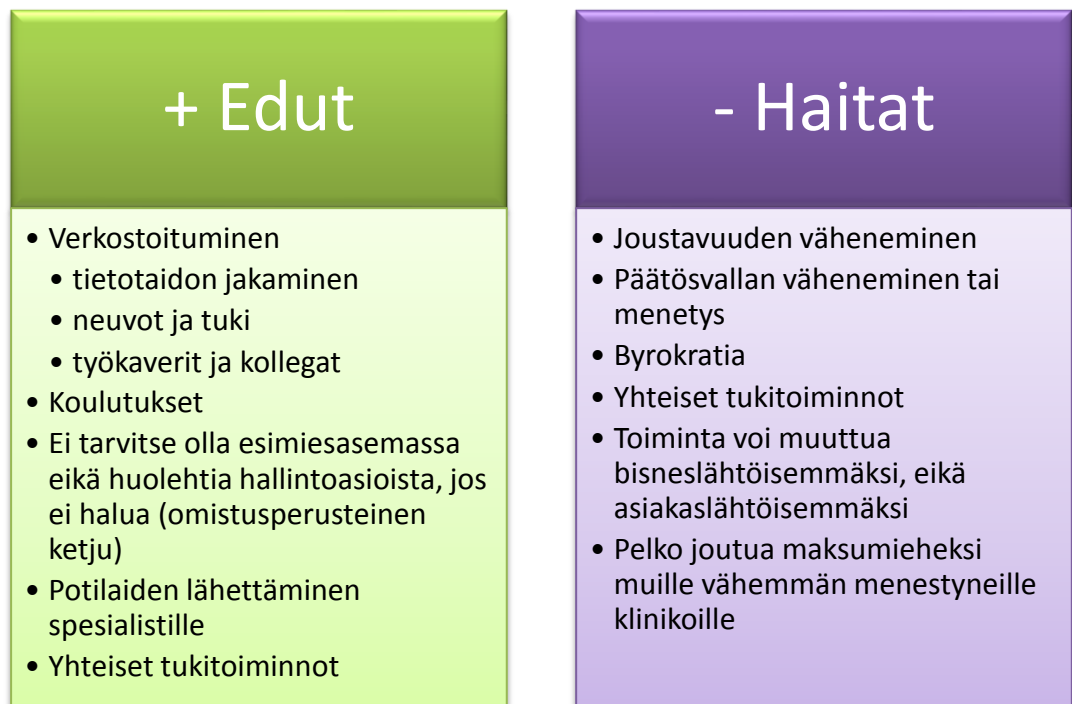 + Edut
• Verkostoituminen
• tietotaidon jakaminen
• neuvot ja tuki
• työkaverit ja kollegat
• Koulutukset
• Ei tarvitse olla esimiesasemassa
eikä huolehtia hallintoasioista, jos
ei halua (omistusperusteinen
ketju)
• Potilaiden lähettäminen
spesialistille
• Yhteiset tukitoiminnot
- Haitat
• Joustavuuden väheneminen
• Päätösvallan väheneminen tai
menetys
• Byrokratia
• Yhteiset tukitoiminnot
• Toiminta voi muuttua
bisneslähtöisemmäksi, eikä
asiakaslähtöisemmäksi
• Pelko joutua maksumieheksi
muille vähemmän menestyneille
klinikoille